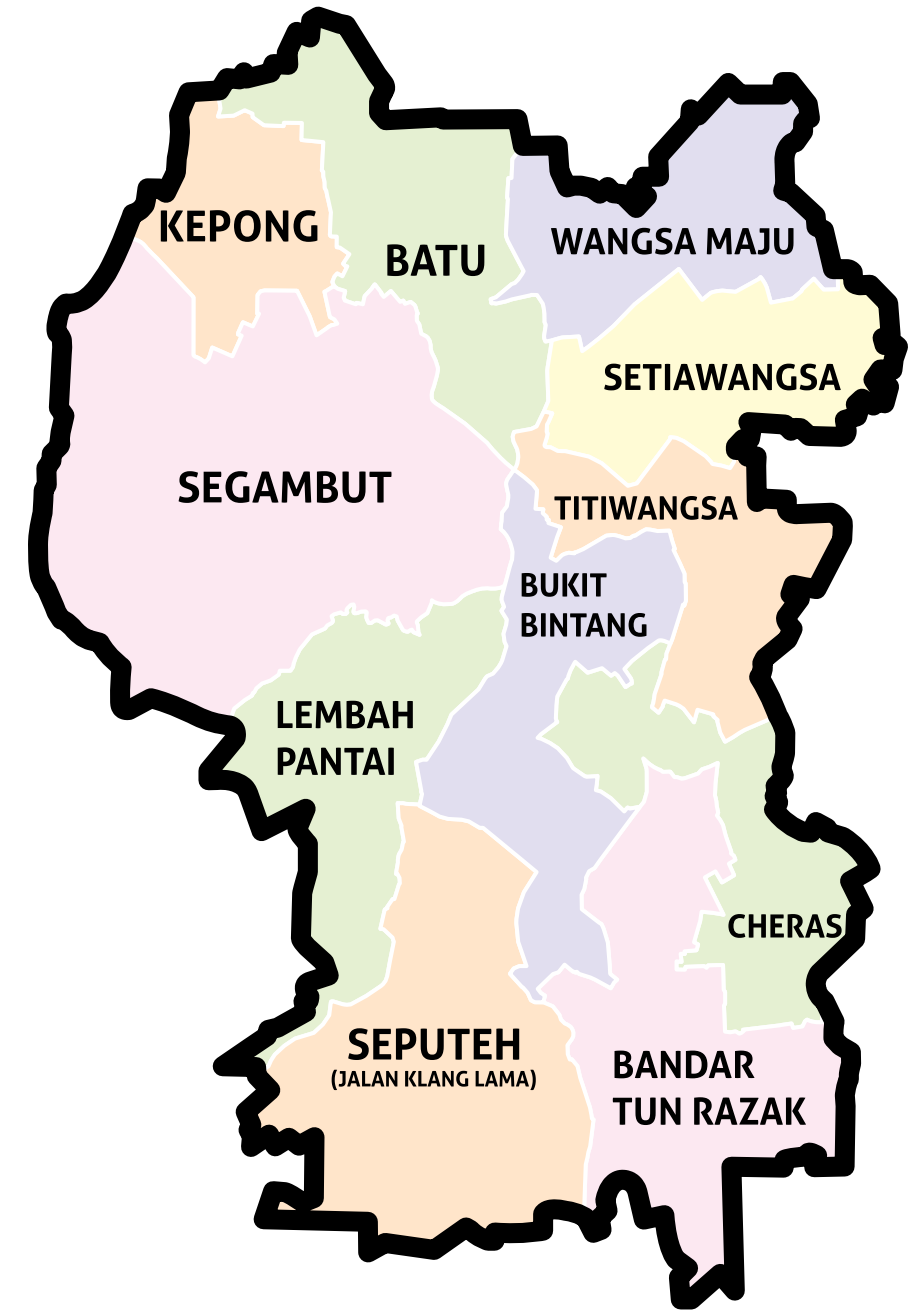 KEPONG
BATU
WANGSA MAJU
SETIAWANGSA
SEGAMBUT
TITIWANGSA
BUKIT
BINTANG
LEMBAH
PANTAI
CHERAS
SEPUTEH
(JALAN KLANG LAMA)
BANDAR
TUN RAZAK